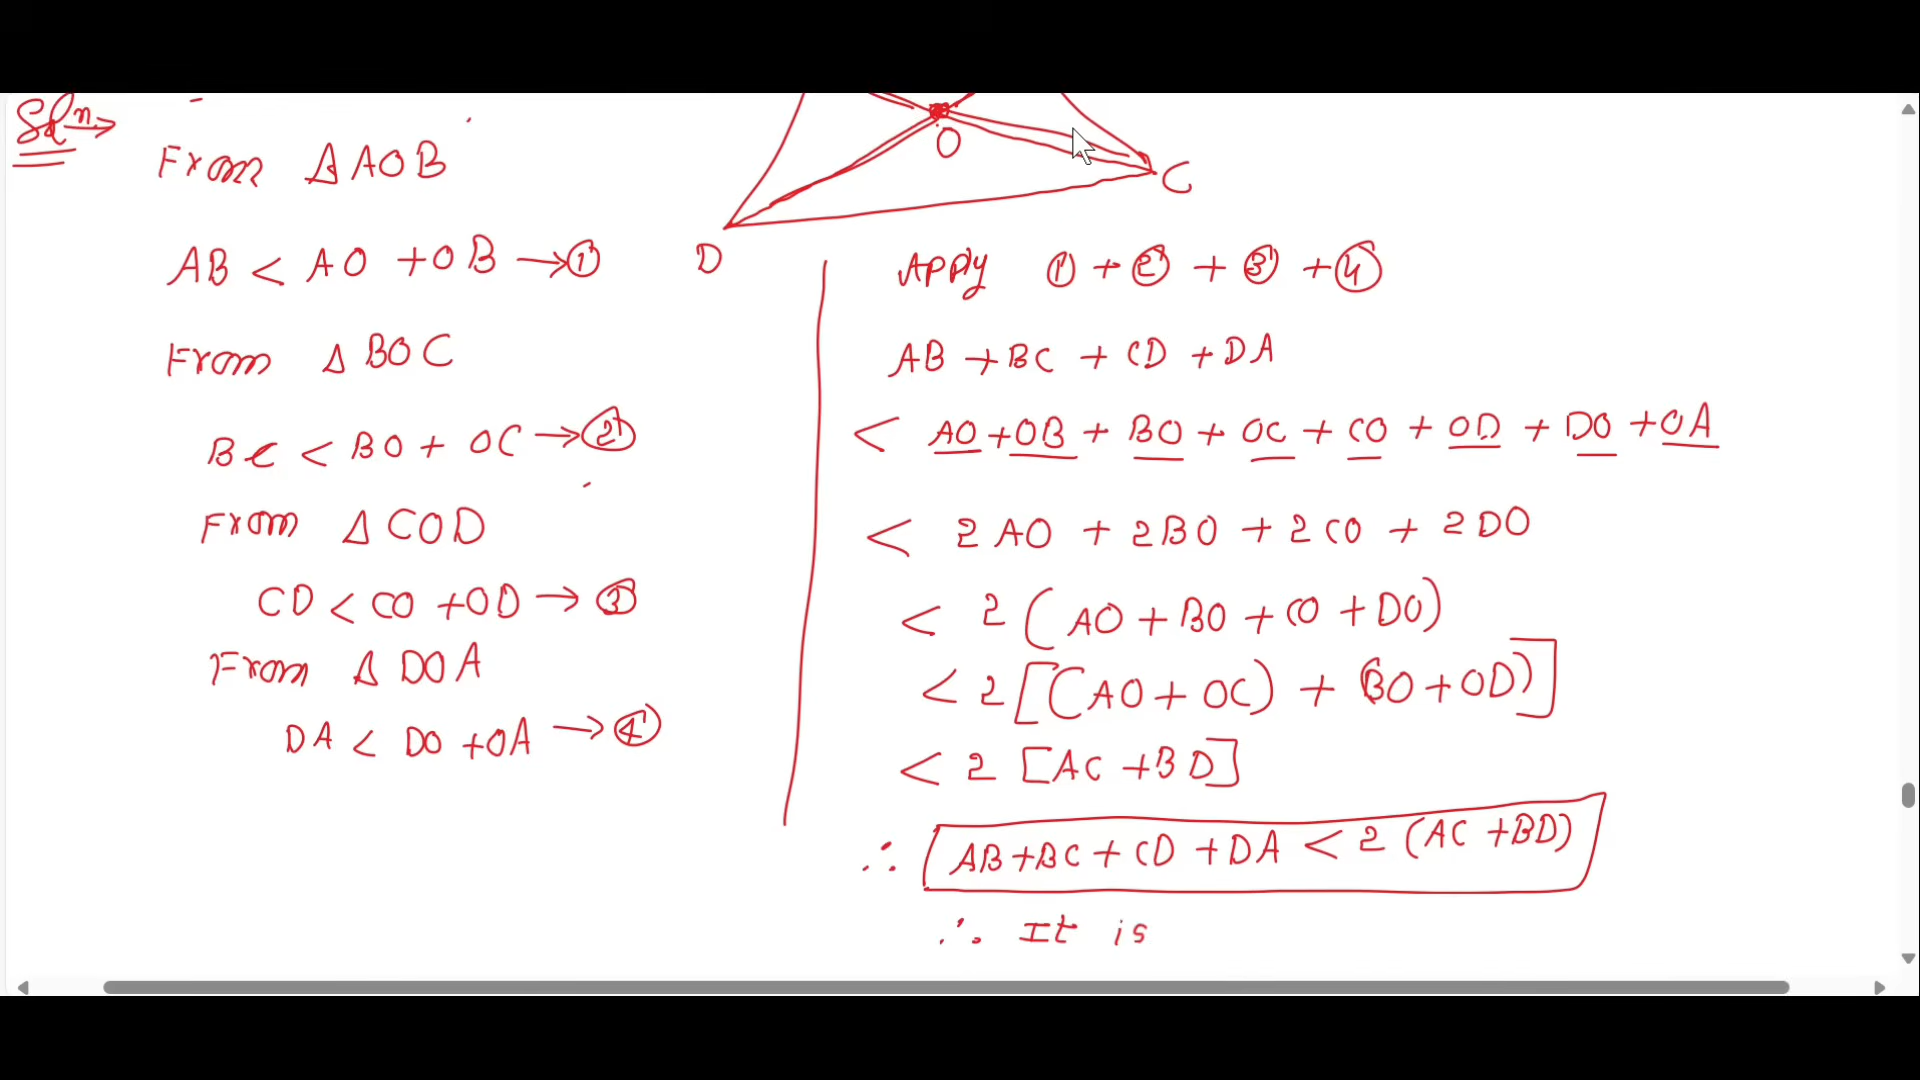 Solⁿ→
From ΔAOB
AB < AO + OB → ①
From Δ BOC
BC < BO + OC → ②
From ΔCOD
CD < CO + OD → ③
From Δ DOA
DA < DO + OA → ④
O
C
D
Apply ① + ② + ③ + ④
AB + BC + CD + DA
< AO + OB + BO + OC + CO + OD + DO + OA
< 2AO + 2BO + 2CO + 2DO
< 2 (AO + BO + CO + DO)
< 2 [(AO + OC) + (BO + OD)]
< 2 [AC + BD]
∴ AB + BC + CD + DA < 2 (AC + BD)
∴ It is